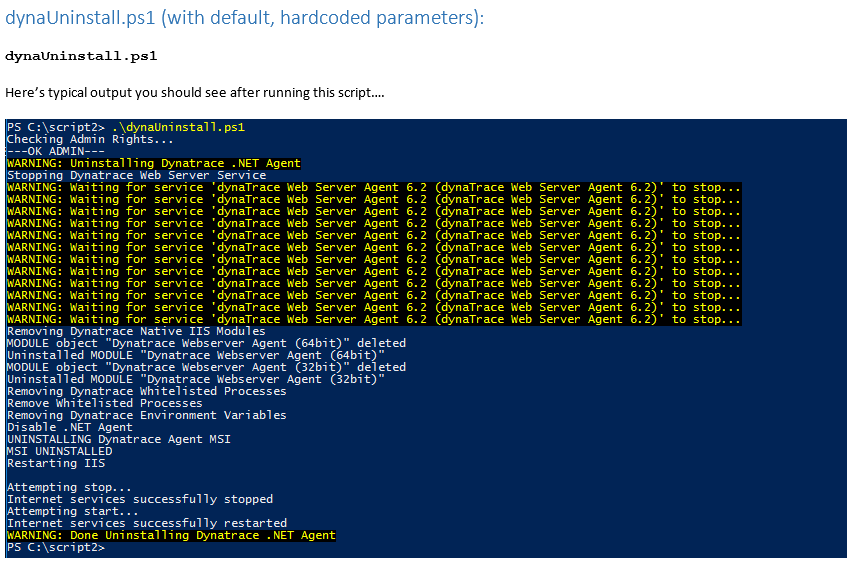 dynaUninstall.ps1 (with default, hardcoded parameters):
dynaUninstall.ps1
Here's typical output you should see after running this script....
PS C:\script2> .\dynaUninstall.ps1
Checking Admin Rights...
---OK ADMIN---
WARNING: Uninstalling Dynatrace .NET Agent
Stopping Dynatrace Web Server Service
WARNING: Waiting for service 'dynaTrace Web Server Agent 6.2 (dynaTrace Web Server Agent 6.2)' to stop...
WARNING: Waiting for service 'dynaTrace Web Server Agent 6.2 (dynaTrace Web Server Agent 6.2)' to stop...
WARNING: Waiting for service 'dynaTrace Web Server Agent 6.2 (dynaTrace Web Server Agent 6.2)' to stop...
WARNING: Waiting for service 'dynaTrace Web Server Agent 6.2 (dynaTrace Web Server Agent 6.2)' to stop...
WARNING: Waiting for service 'dynaTrace Web Server Agent 6.2 (dynaTrace Web Server Agent 6.2)' to stop...
WARNING: Waiting for service 'dynaTrace Web Server Agent 6.2 (dynaTrace Web Server Agent 6.2)' to stop...
WARNING: Waiting for service 'dynaTrace Web Server Agent 6.2 (dynaTrace Web Server Agent 6.2)' to stop...
WARNING: Waiting for service 'dynaTrace Web Server Agent 6.2 (dynaTrace Web Server Agent 6.2)' to stop...
WARNING: Waiting for service 'dynaTrace Web Server Agent 6.2 (dynaTrace Web Server Agent 6.2)' to stop...
WARNING: Waiting for service 'dynaTrace Web Server Agent 6.2 (dynaTrace Web Server Agent 6.2)' to stop...
WARNING: Waiting for service 'dynaTrace Web Server Agent 6.2 (dynaTrace Web Server Agent 6.2)' to stop...
WARNING: Waiting for service 'dynaTrace Web Server Agent 6.2 (dynaTrace Web Server Agent 6.2)' to stop...
Removing Dynatrace Native IIS Modules
MODULE object "Dynatrace Webserver Agent (64bit)" deleted
Uninstalled MODULE "Dynatrace Webserver Agent (64bit)"
MODULE object "Dynatrace Webserver Agent (32bit)" deleted
Uninstalled MODULE "Dynatrace Webserver Agent (32bit)"
Removing Dynatrace Whitelisted Processes
Remove Whitelisted Processes
Removing Dynatrace Environment Variables
Disable .NET Agent
UNINSTALLING Dynatrace Agent MSI
MSI UNINSTALLED
Restarting IIS
Attempting stop...
Internet services successfully stopped
Attempting start...
Internet services successfully restarted
WARNING: Done Uninstalling Dynatrace .NET Agent
PS C:\script2>